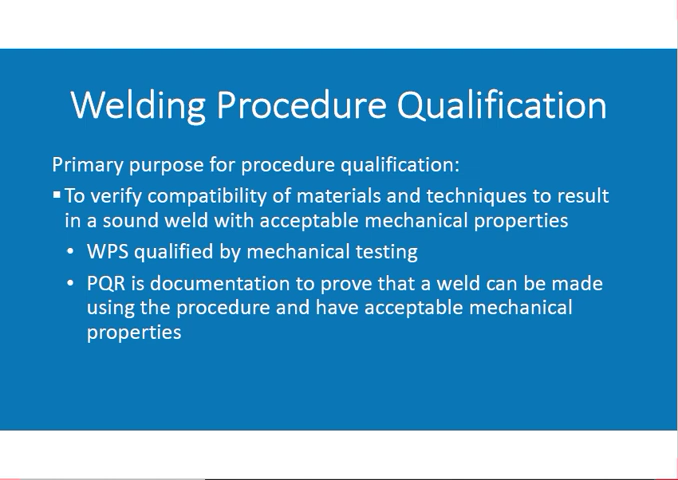 Welding Procedure Qualification
Primary purpose for procedure qualification:
▪To verify compatibility of materials and techniques to result
in a sound weld with acceptable mechanical properties
• WPS qualified by mechanical testing
• PQR is documentation to prove that a weld can be made
using the procedure and have acceptable mechanical
properties